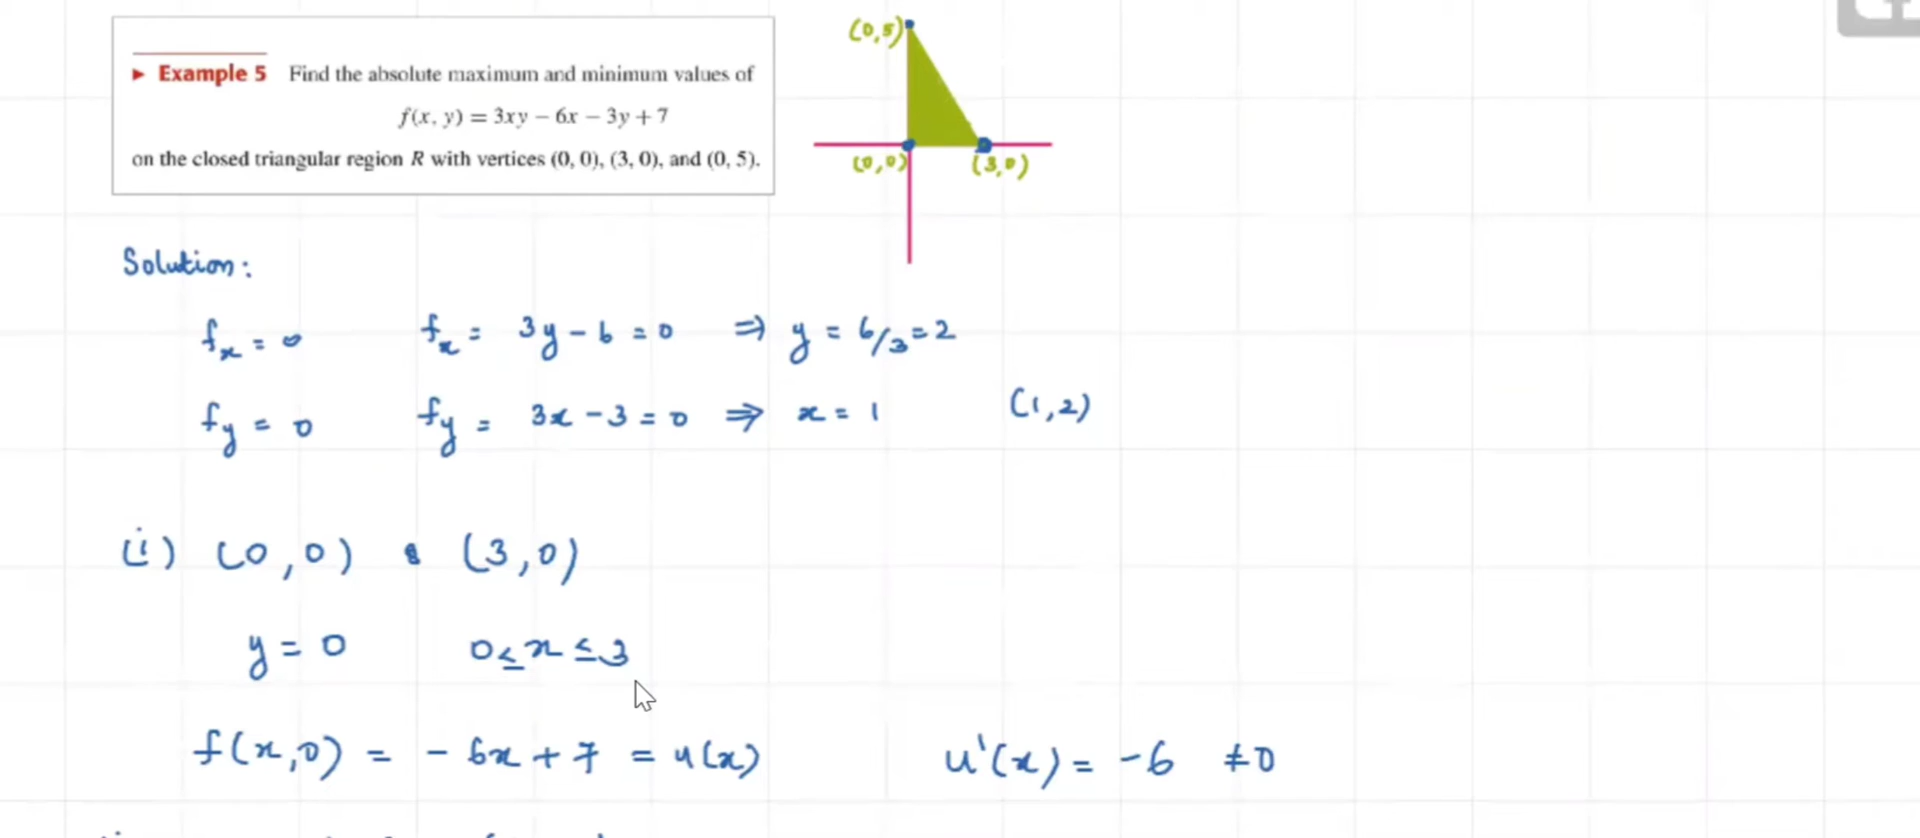 ▶ Example 5 Find the absolute maximum and minimum values of
f(x, y) = 3xy − 6x − 3y + 7
on the closed triangular region R with vertices (0, 0), (3, 0), and (0, 5).
(0,5)
(0,0) (3,0)
Solution:
fₓ = 0 fₓ = 3y − 6 = 0 ⇒ y = 6/3 = 2
f_y = 0 f_y = 3x − 3 = 0 ⇒ x = 1 (1,2)
(i) (0,0) & (3,0)
y = 0 0 ≤ x ≤ 3
f(x,0) = − 6x + 7 = u(x) u'(x) = −6 ≠ 0